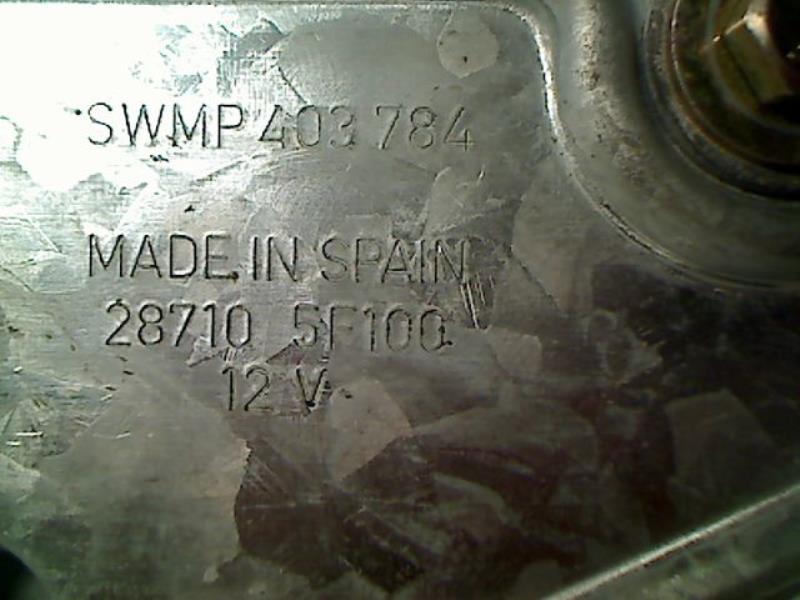 SWMP 403 784
MADE IN SPAIN
28710 5F100
12 V